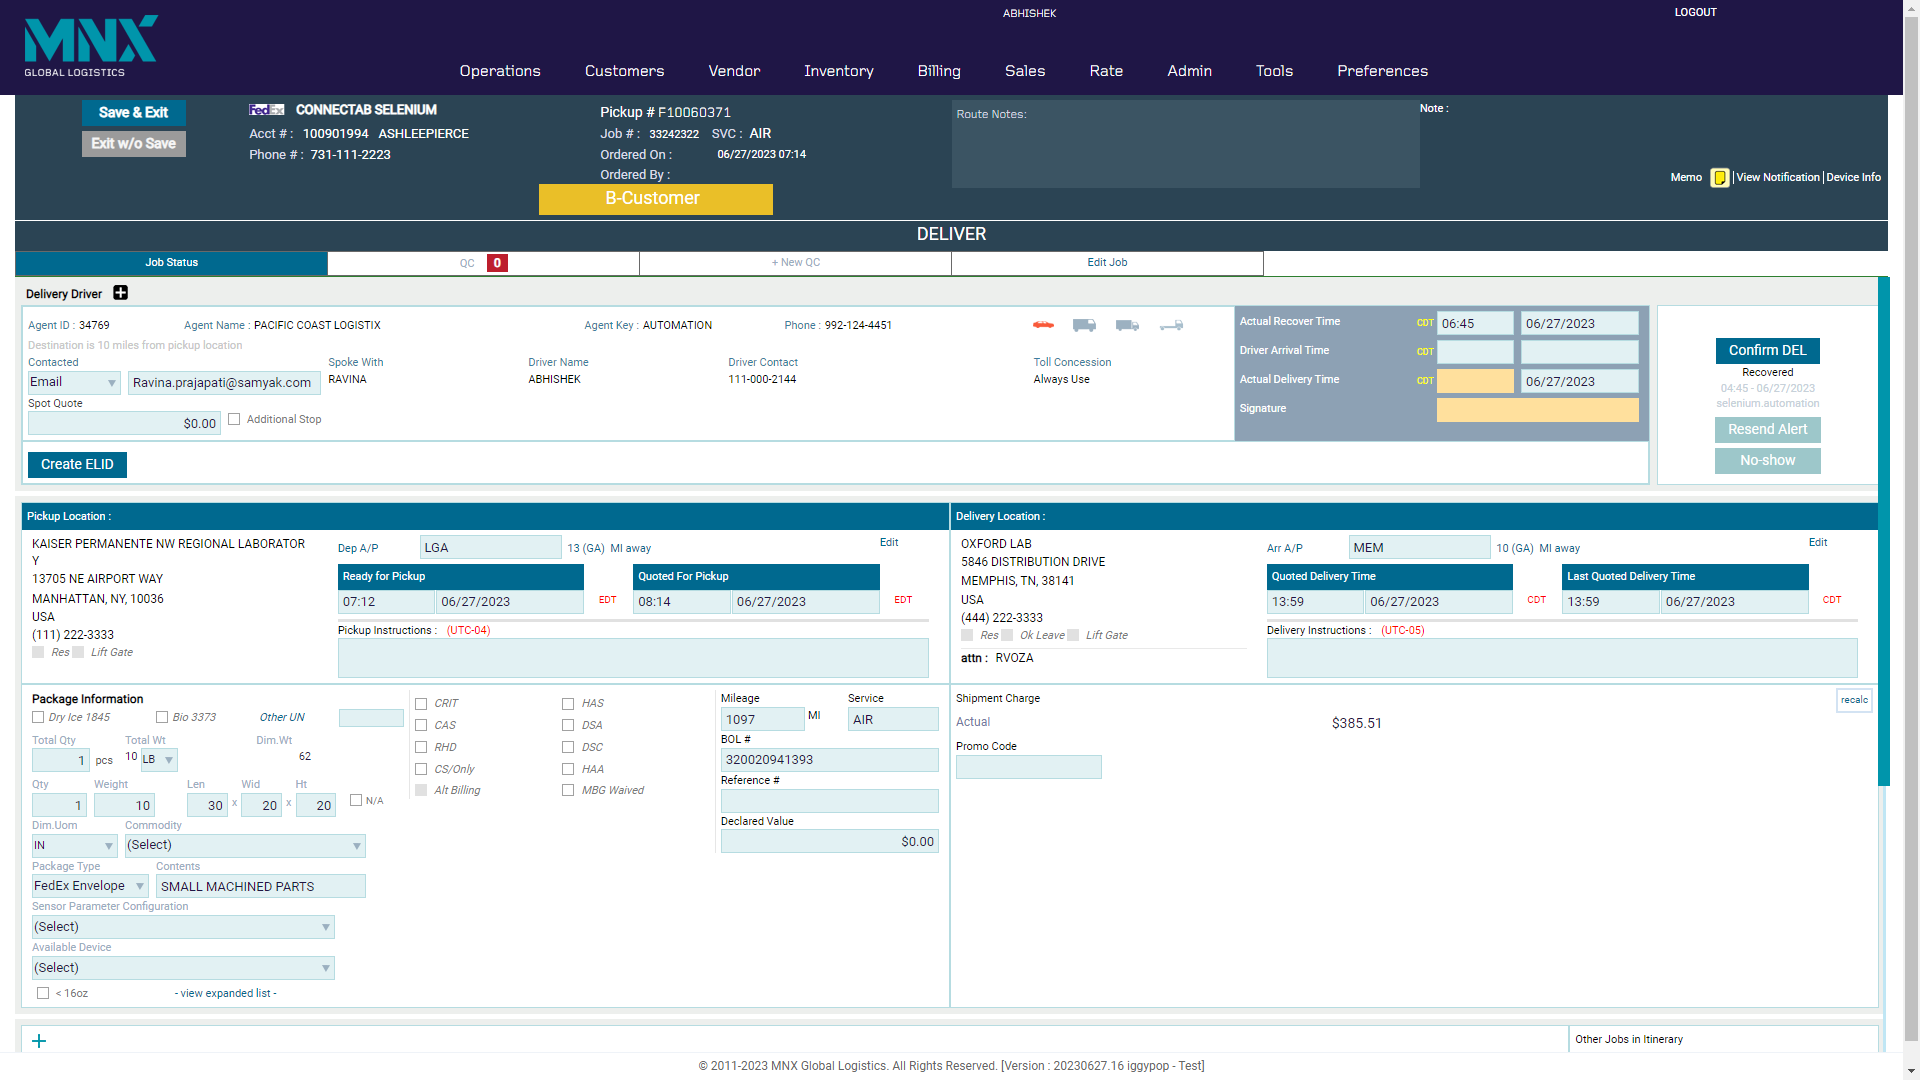 MNX
GLOBAL LOGISTICS
ABHISHEK
LOGOUT
Operations Customers Vendor Inventory Billing Sales Rate Admin Tools Preferences
Save & Exit
Exit w/o Save
FedEx CONNECTAB SELENIUM
Acct # : 100901994 ASHLEEPIERCE
Phone # : 731-111-2223
Pickup # F10060371
Job # : 33242322 SVC : AIR
Ordered On : 06/27/2023 07:14
Ordered By :
B-Customer
Route Notes:
Note :
Memo View Notification Device Info
DELIVER
Job Status QC 0 + New QC Edit Job
Delivery Driver
Agent ID : 34769 Agent Name : PACIFIC COAST LOGISTIX Agent Key : AUTOMATION Phone : 992-124-4451
Destination is 10 miles from pickup location
Contacted Spoke With Driver Name Driver Contact Toll Concession
Email Ravina.prajapati@samyak.com RAVINA ABHISHEK 111-000-2144 Always Use
Spot Quote
$0.00 Additional Stop
Create ELID
Actual Recover Time CDT 06:45 06/27/2023
Driver Arrival Time CDT
Actual Delivery Time CDT 06/27/2023
Signature
Confirm DEL
Recovered
04:45 - 06/27/2023
selenium.automation
Resend Alert
No-show
Pickup Location :
KAISER PERMANENTE NW REGIONAL LABORATOR
Y
13705 NE AIRPORT WAY
MANHATTAN, NY, 10036
USA
(111) 222-3333
Res Lift Gate
Dep A/P LGA 13 (GA) MI away Edit
Ready for Pickup Quoted For Pickup
07:12 06/27/2023 EDT 08:14 06/27/2023 EDT
Pickup Instructions : (UTC-04)
Delivery Location :
OXFORD LAB
5846 DISTRIBUTION DRIVE
MEMPHIS, TN, 38141
USA
(444) 222-3333
Res Ok Leave Lift Gate
attn : RVOZA
Arr A/P MEM 10 (GA) MI away Edit
Quoted Delivery Time Last Quoted Delivery Time
13:59 06/27/2023 CDT 13:59 06/27/2023 CDT
Delivery Instructions : (UTC-05)
Package Information
Dry Ice 1845 Bio 3373 Other UN
Total Qty Total Wt Dim.Wt
1 pcs 10 LB 62
Qty Weight Len Wid Ht
1 10 30 x 20 x 20 N/A
Dim.Uom Commodity
IN (Select)
Package Type Contents
FedEx Envelope SMALL MACHINED PARTS
Sensor Parameter Configuration
(Select)
Available Device
(Select)
< 16oz - view expanded list -
CRIT HAS
CAS DSA
RHD DSC
CS/Only HAA
Alt Billing MBG Waived
Mileage Service
1097 MI AIR
BOL #
320020941393
Reference #
Declared Value
$0.00
Shipment Charge recalc
Actual $385.51
Promo Code
+
Other Jobs in Itinerary
© 2011-2023 MNX Global Logistics. All Rights Reserved. [Version : 20230627.16 iggypop - Test]